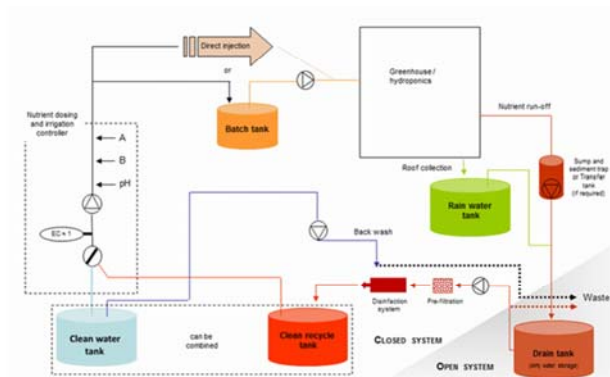 Direct injection
or
Greenhouse/
hydroponics
Nutrient dosing
and irrigation
controller
Batch tank
Nutrient run-off
A
B
pH
Roof collection
Sump and
sediment trap
or Transfer
tank
(if required)
Rain water
tank
EC + 1
Back wash
Disinfection
system
Pre-filtration
Waste
Clean water
tank
can be
combined
Clean recycle
tank
CLOSED SYSTEM
OPEN SYSTEM
Drain tank
water storage)